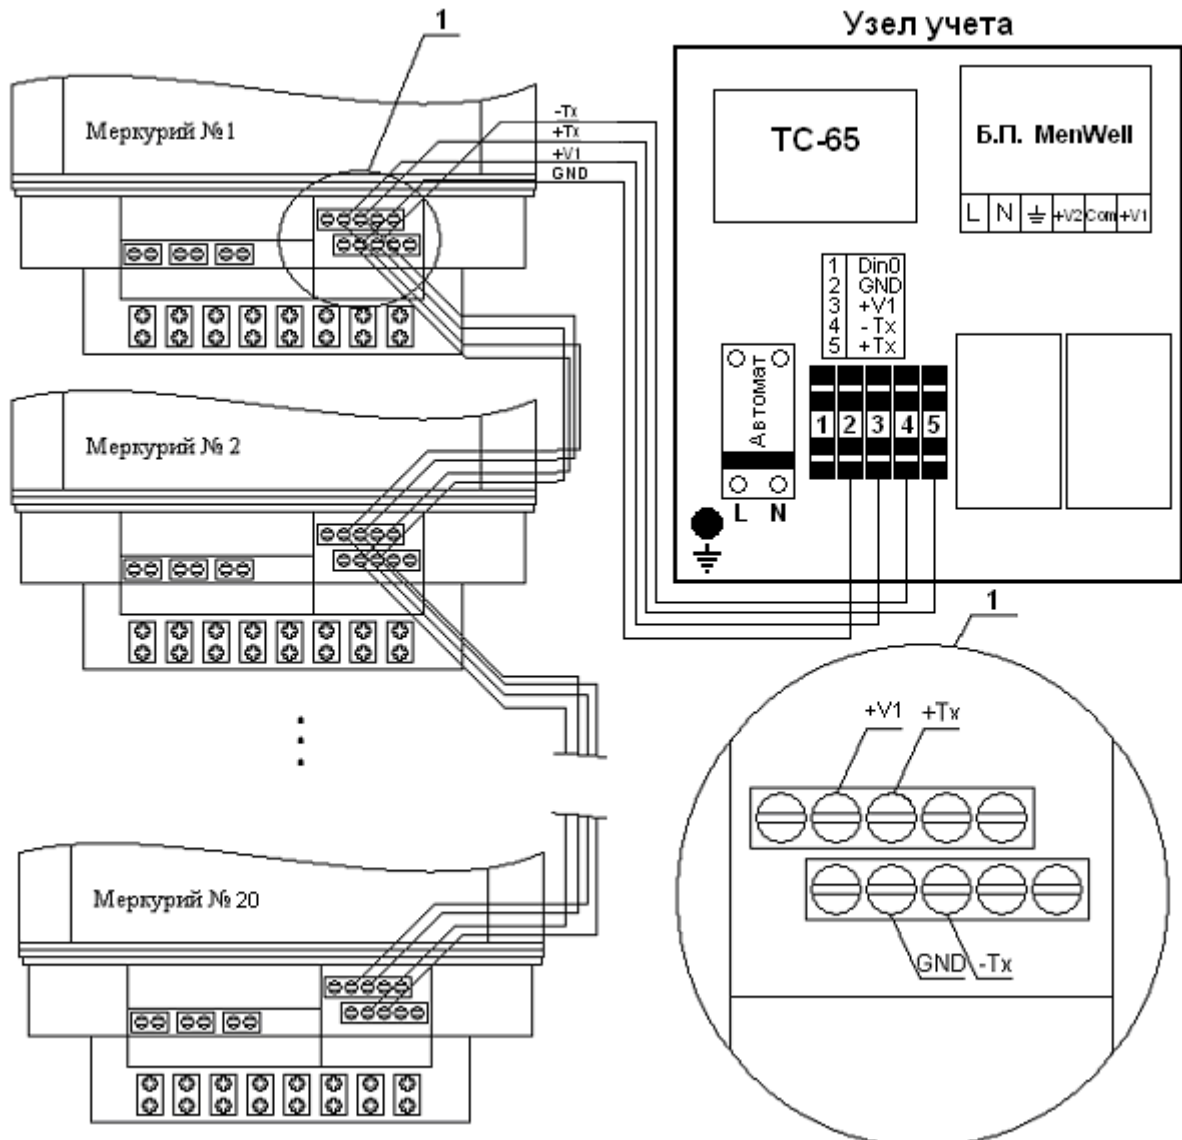 1
Узел учета
Меркурий №1
-Tx
+Tx
+V1
GND
1
ТС-65
Б.П. MenWell
L N +V2 Com +V1
1 Din0
2 GND
3 +V1
4 - Tx
5 +Tx
Автомат
1 2 3 4 5
L N
Меркурий № 2
1
+V1 +Tx
GND -Tx
Меркурий № 20